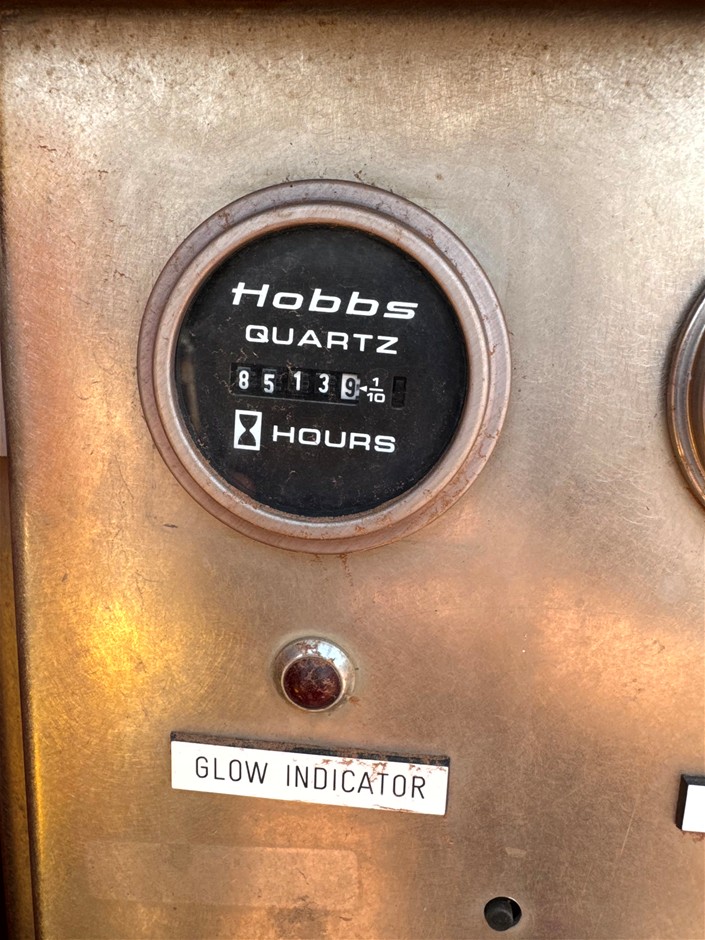 Hobbs
QUARTZ
85139 1/10
HOURS
GLOW INDICATOR